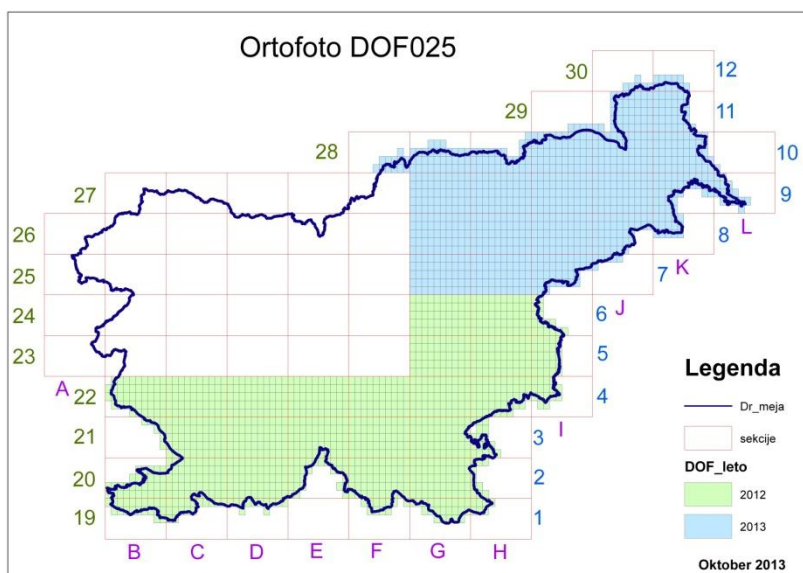 Ortofoto DOF025
30
12
29
11
28
10
27
9
26
8
L
25
7
K
24
6
J
23
5
A
22
4
I
21
3
20
2
19
1
B C D E F G H
Legenda
Dr_meja
sekcije
DOF_leto
2012
2013
Oktober 2013